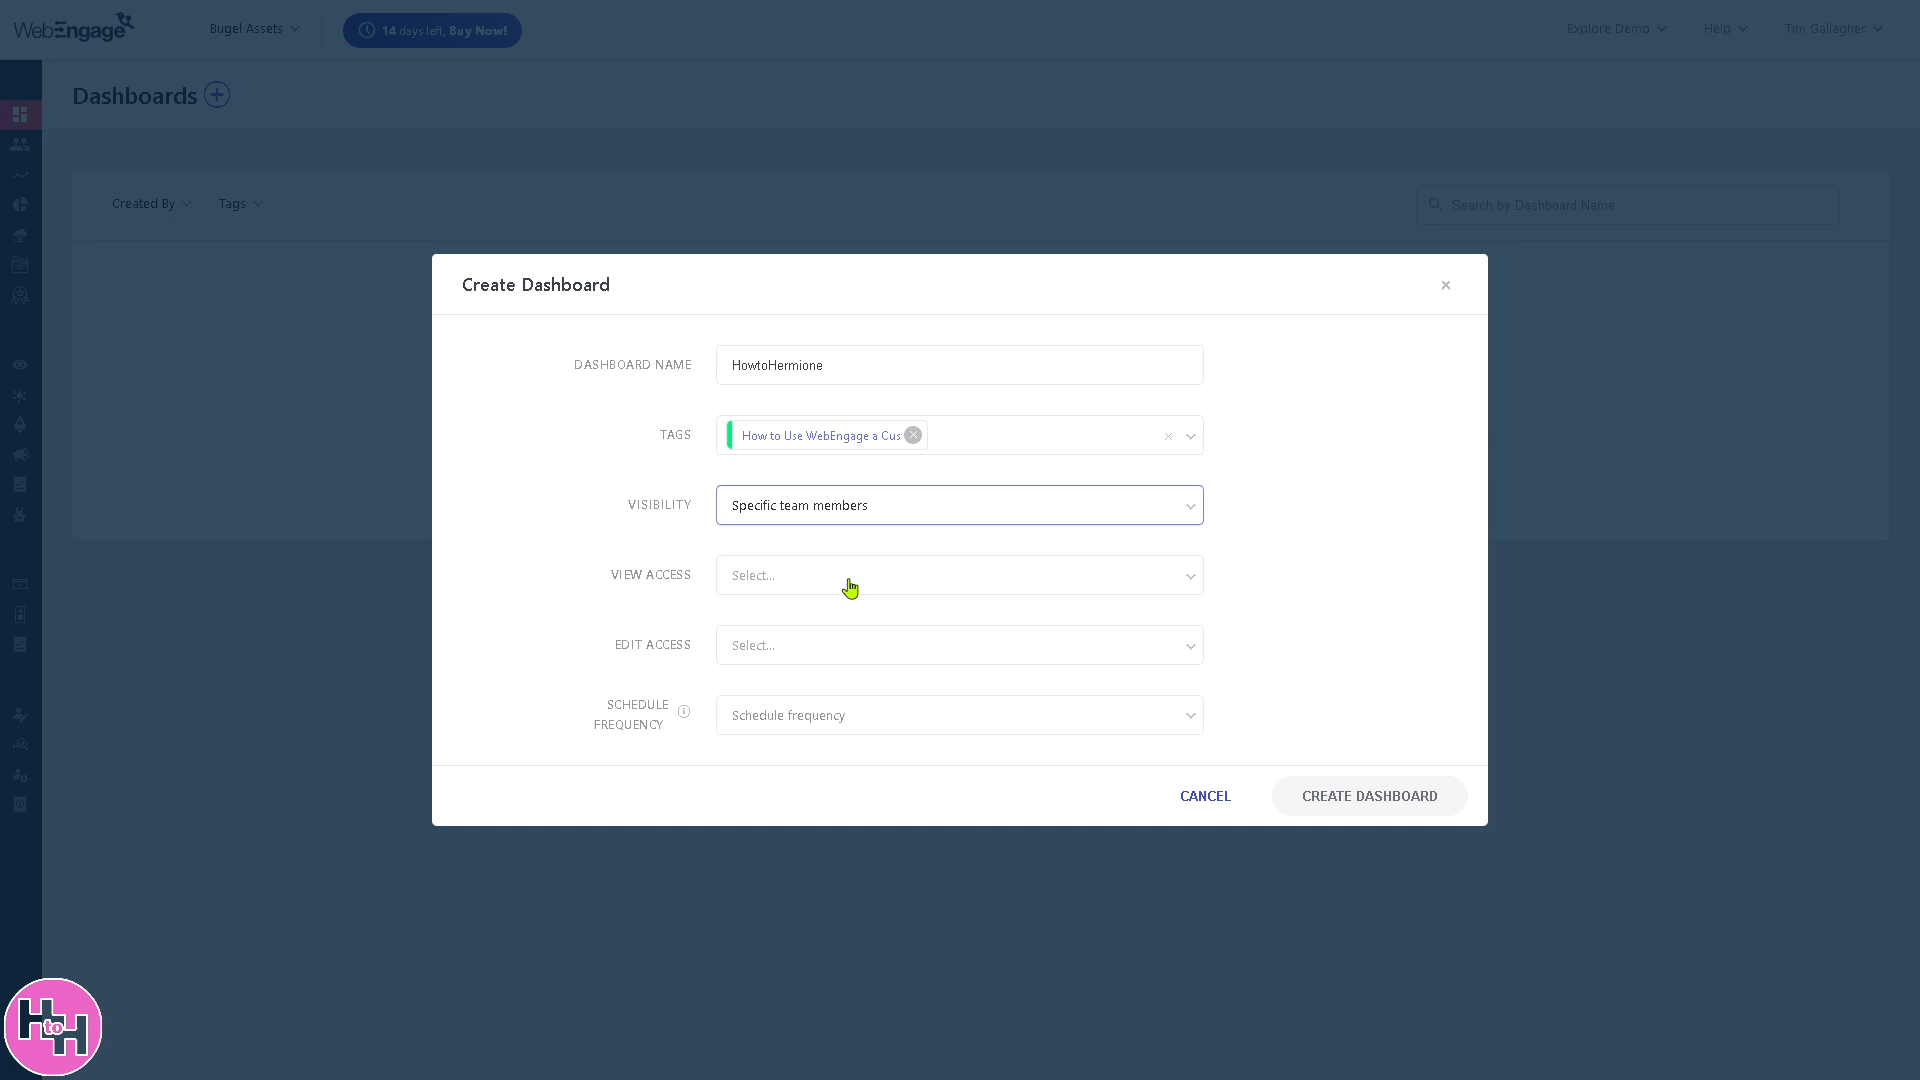 WebEngage
Bugel Assets
14 days left, Buy Now!
Explore Demo
Help
Tim Gallagher
Dashboards
Created By
Tags
Search by Dashboard Name
Create Dashboard
DASHBOARD NAME
HowtoHermione
TAGS
How to Use WebEngage a Cus
VISIBILITY
Specific team members
VIEW ACCESS
Select...
EDIT ACCESS
Select...
SCHEDULE
FREQUENCY
Schedule frequency
CANCEL
CREATE DASHBOARD
H to H